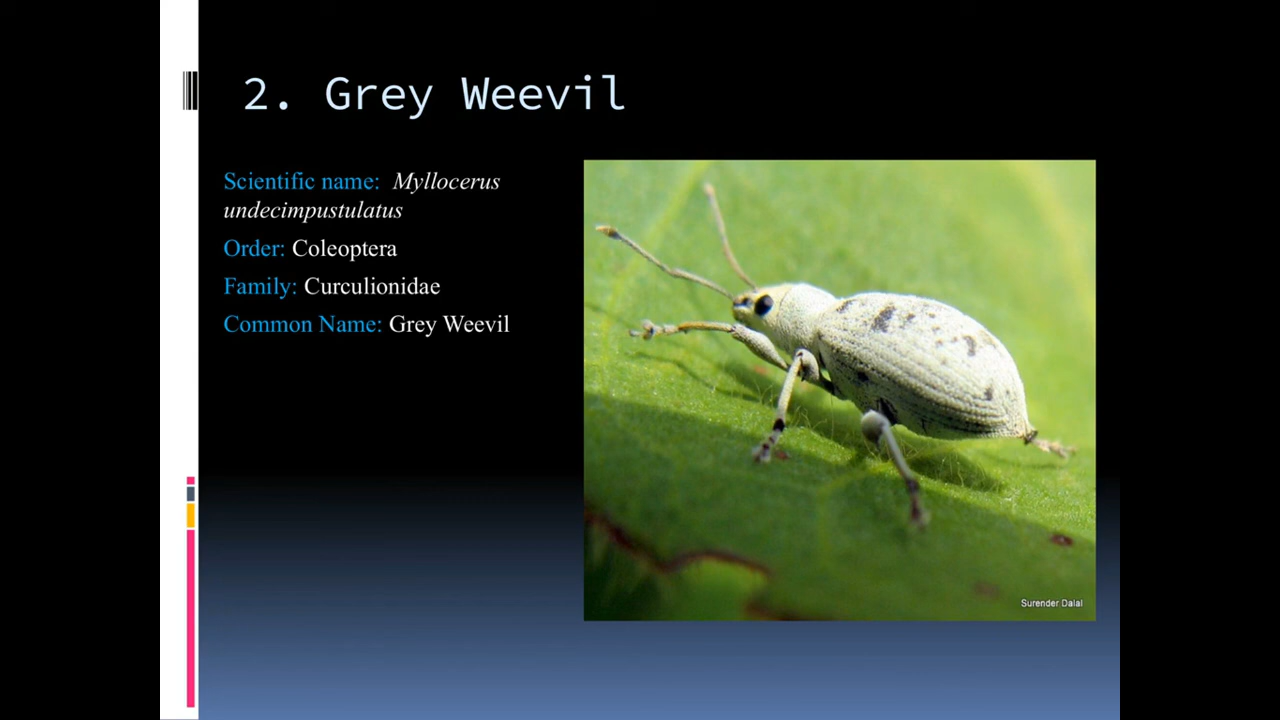 2. Grey Weevil
Scientific name: Myllocerus
undecimpustulatus
Order: Coleoptera
Family: Curculionidae
Common Name: Grey Weevil
Surender Dalal